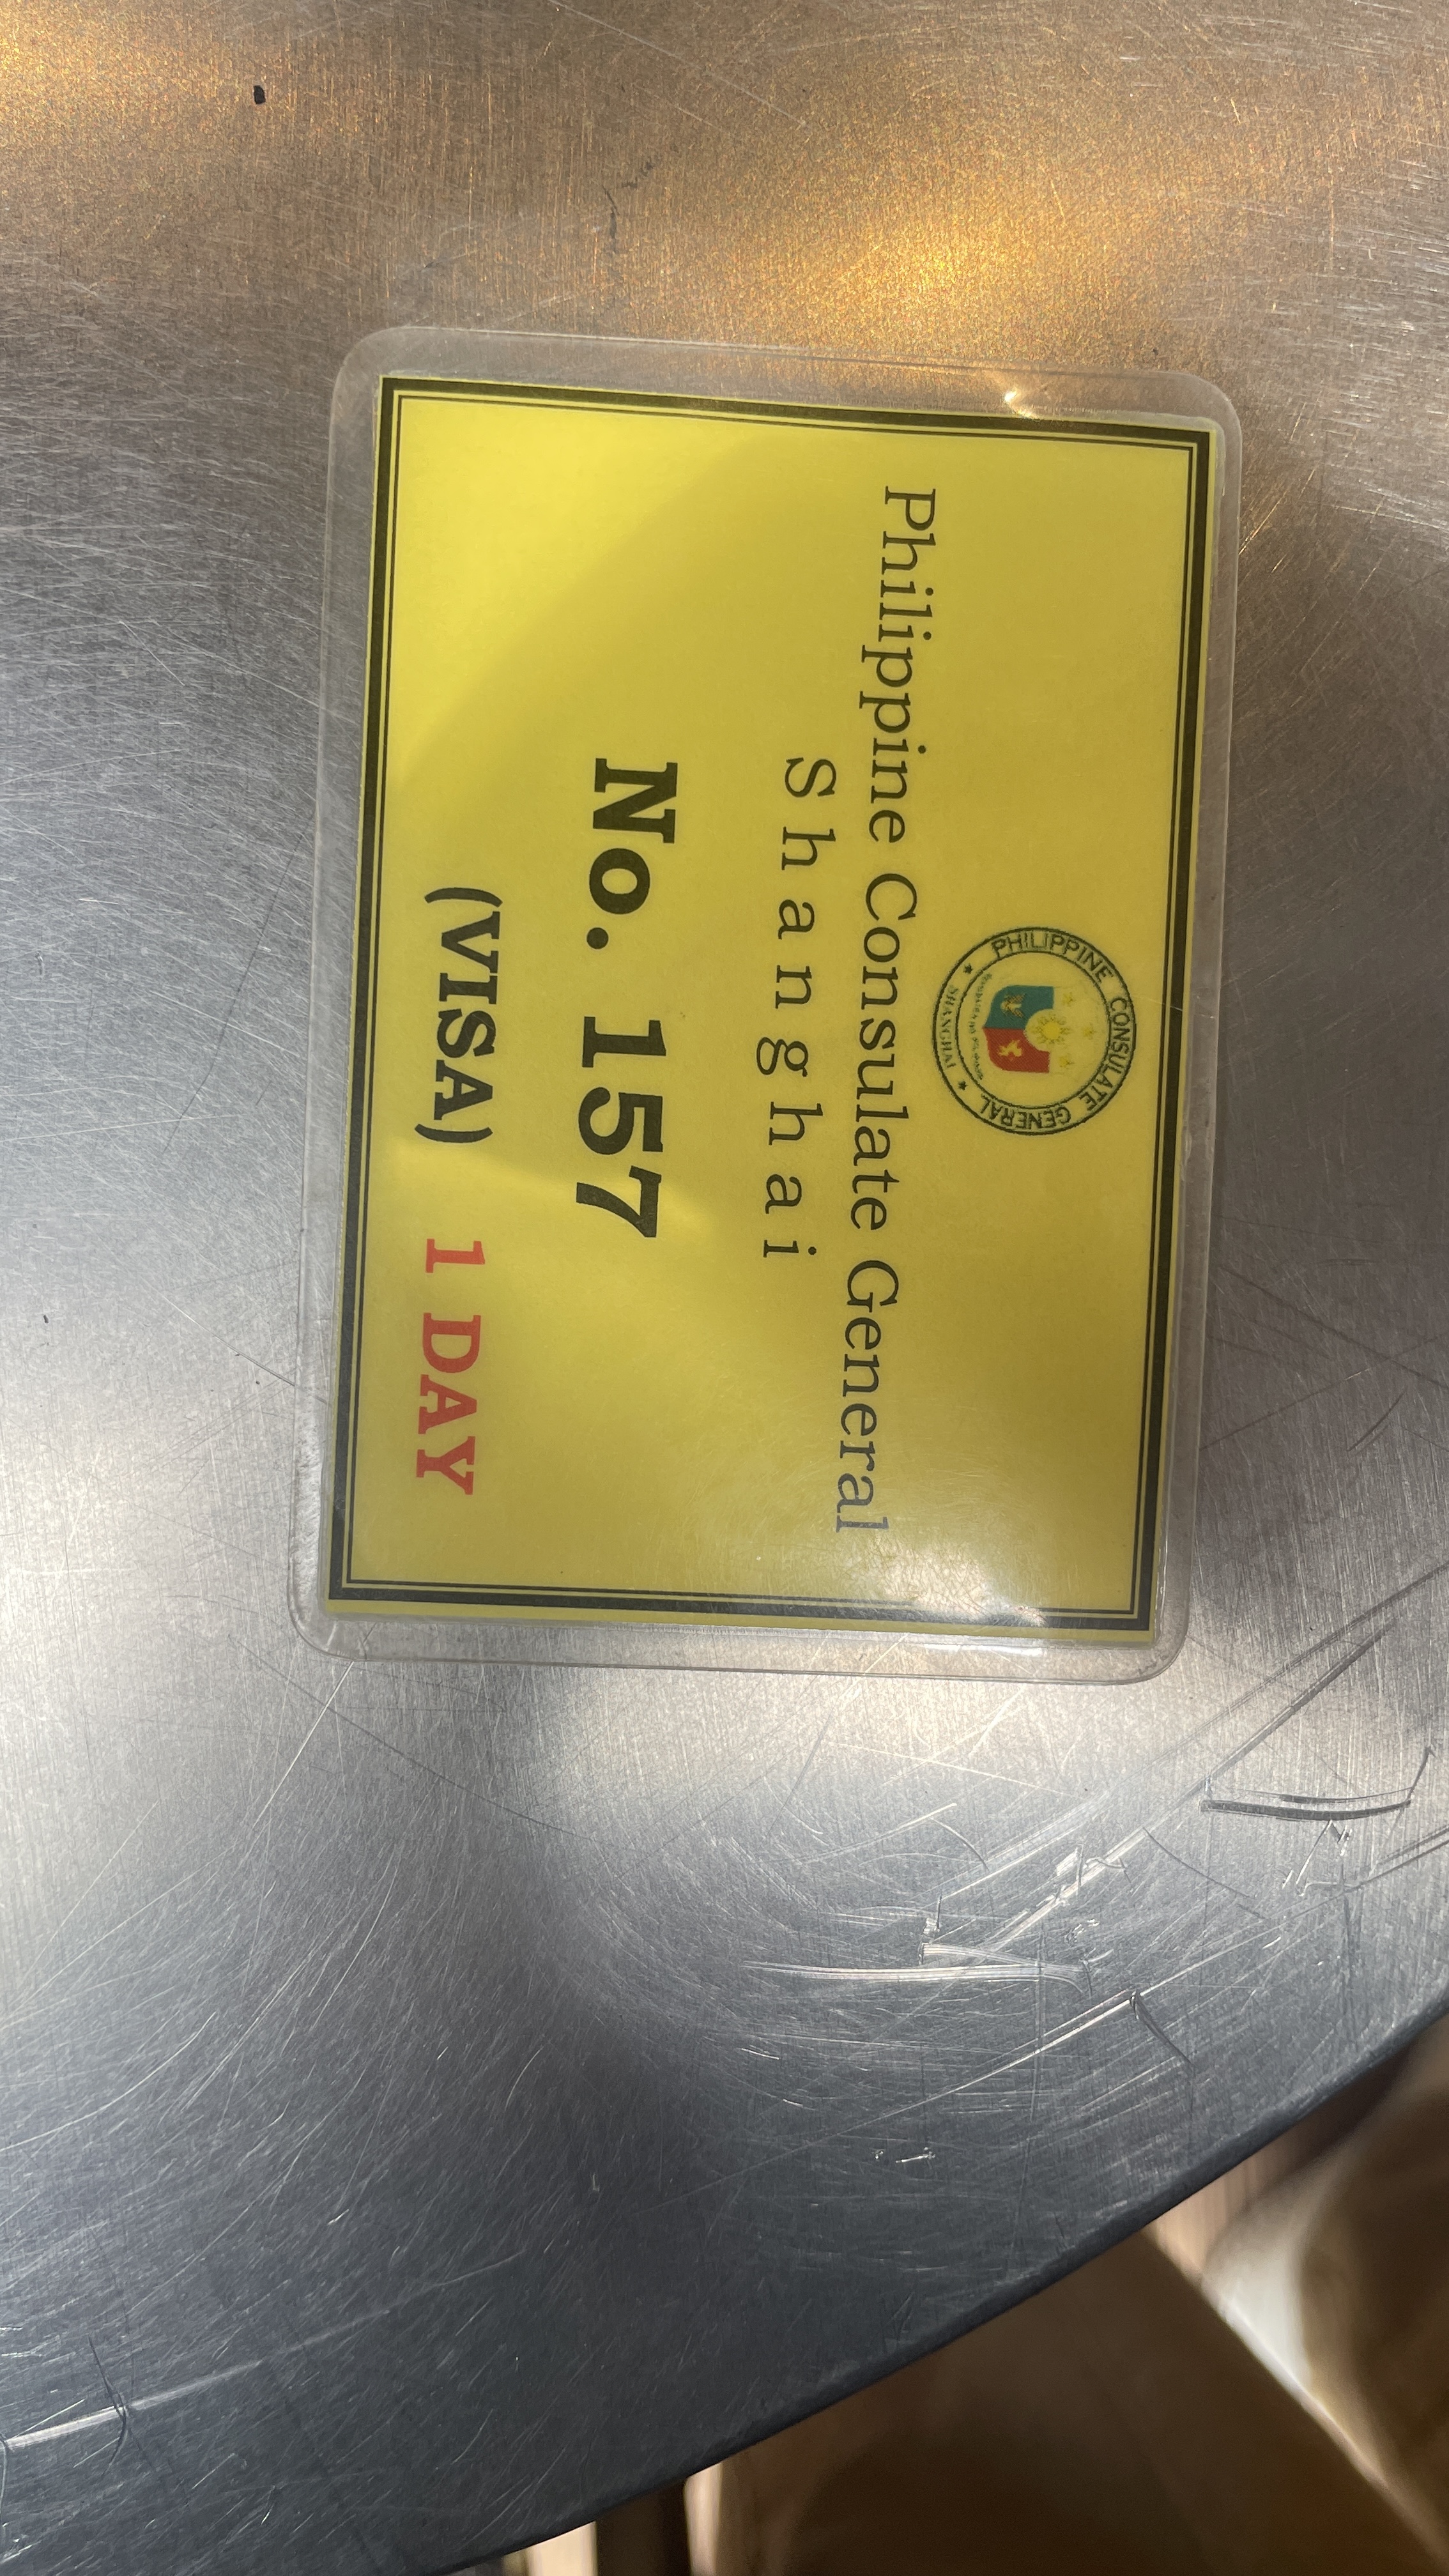 PHILIPPINE CONSULATE GENERAL
SHANGHAI
Philippine Consulate General
Shanghai
No. 157
(VISA) 1 DAY